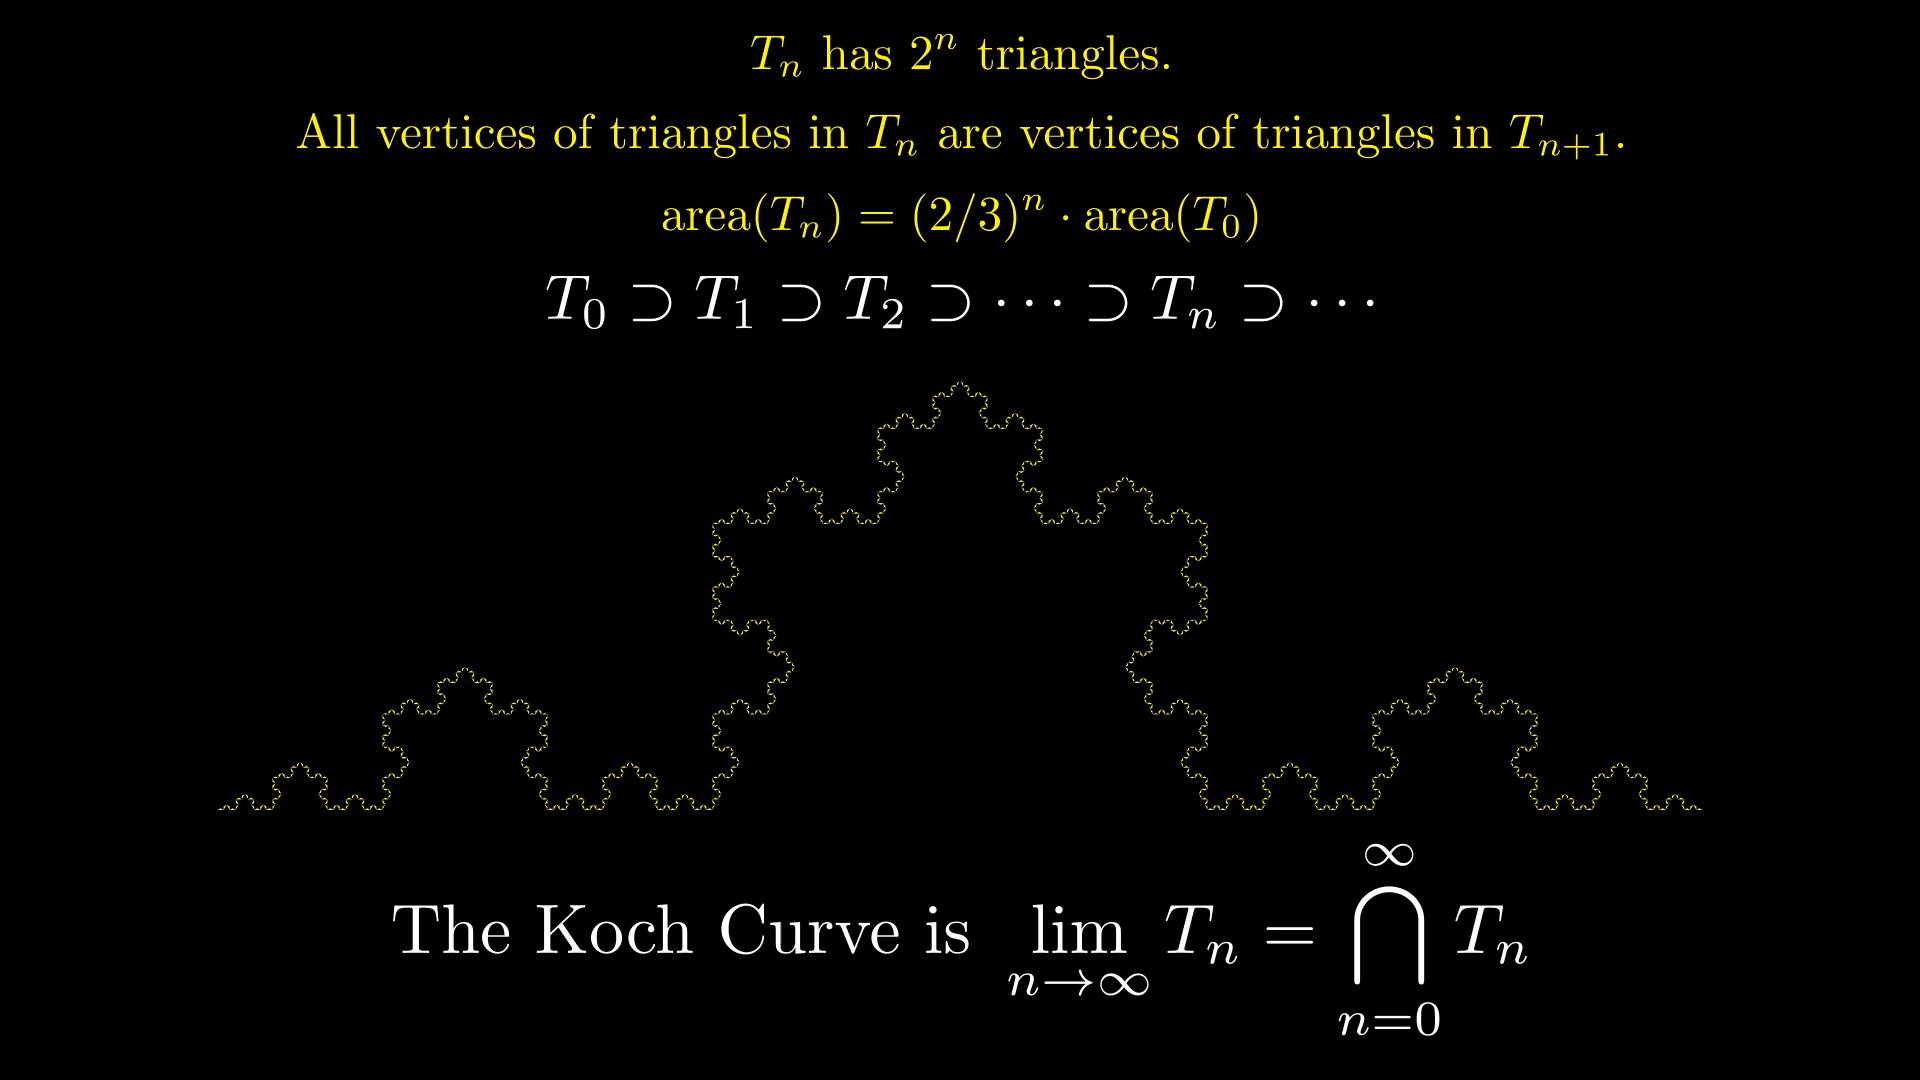 Tₙ has 2ⁿ triangles.
All vertices of triangles in Tₙ are vertices of triangles in Tₙ₊₁.
area(Tₙ) = (2/3)ⁿ · area(T₀)
T₀ ⊃ T₁ ⊃ T₂ ⊃ ··· ⊃ Tₙ ⊃ ···
The Koch Curve is lim_{n→∞} Tₙ = ⋂_{n=0}^{∞} Tₙ